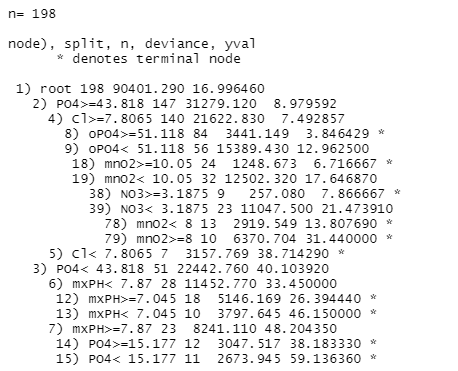 n= 198

node), split, n, deviance, yval
      * denotes terminal node

 1) root 198 90401.290 16.996460
   2) PO4>=43.818 147 31279.120  8.979592
     4) Cl>=7.8065 140 21622.830  7.492857
       8) oPO4>=51.118 84  3441.149  3.846429 *
       9) oPO4< 51.118 56 15389.430 12.962500
        18) mnO2>=10.05 24  1248.673  6.716667 *
        19) mnO2< 10.05 32 12502.320 17.646870
          38) NO3>=3.1875 9   257.080  7.866667 *
          39) NO3< 3.1875 23 11047.500 21.473910
            78) mnO2< 8 13  2919.549 13.807690 *
            79) mnO2>=8 10  6370.704 31.440000 *
     5) Cl< 7.8065 7  3157.769 38.714290 *
   3) PO4< 43.818 51 22442.760 40.103920
     6) mxPH< 7.87 28 11452.770 33.450000
      12) mxPH>=7.045 18  5146.169 26.394440 *
      13) mxPH< 7.045 10  3797.645 46.150000 *
     7) mxPH>=7.87 23  8241.110 48.204350
      14) PO4>=15.177 12  3047.517 38.183330 *
      15) PO4< 15.177 11  2673.945 59.136360 *